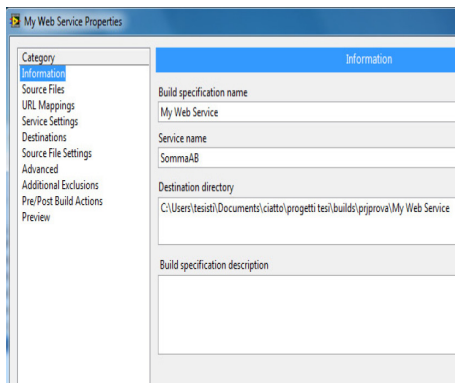 My Web Service Properties
Category
Information
Source Files
URL Mappings
Service Settings
Destinations
Source File Settings
Advanced
Additional Exclusions
Pre/Post Build Actions
Preview
Information
Build specification name
My Web Service
Service name
SommaAB
Destination directory
C:\Users\tesisti\Documents\ciatto\progetti tesi\builds\prjprova\My Web Service
Build specification description